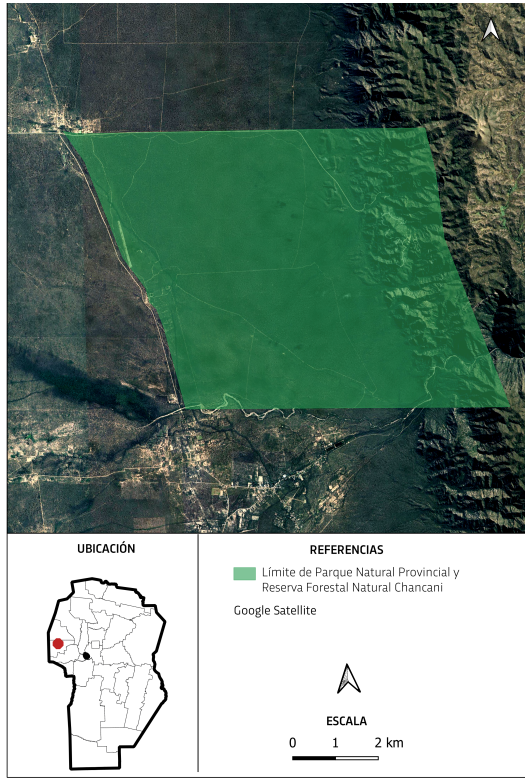 UBICACIÓN
REFERENCIAS
Límite de Parque Natural Provincial y
Reserva Forestal Natural Chancani
Google Satellite
ESCALA
0 1 2 km